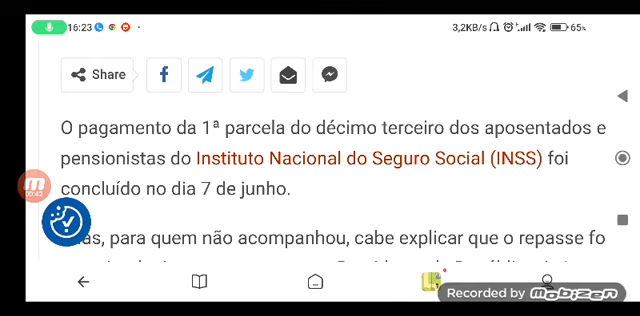 16:23
3,2KB/s
65%
Share
O pagamento da 1ª parcela do décimo terceiro dos aposentados e
pensionistas do Instituto Nacional do Seguro Social (INSS) foi
concluído no dia 7 de junho.
00:42
para quem não acompanhou, cabe explicar que o repasse fo
Recorded by mobizen